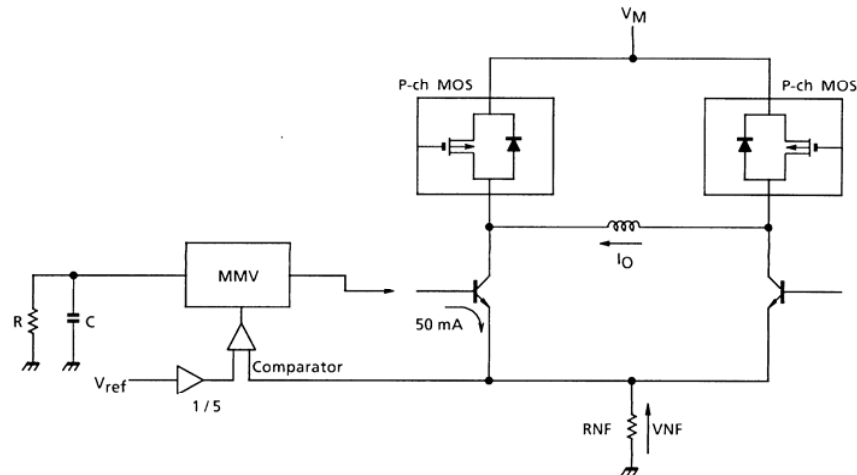 VM
P-ch MOS
P-ch MOS
IO
MMV
R
C
50 mA
Comparator
Vref
1/5
RNF
VNF